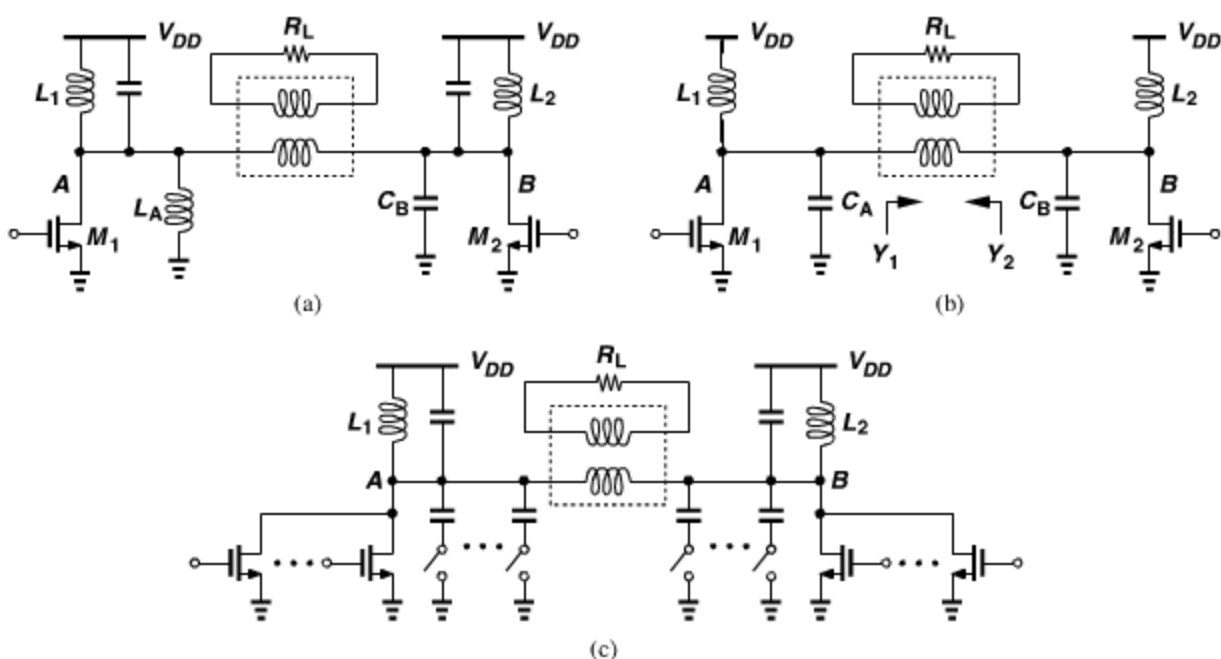 V_DD R_L V_DD
L_1 L_2
A B
L_A C_B
M_1 M_2
(a)
V_DD R_L V_DD
L_1 L_2
A B
C_A C_B
M_1 Y_1 Y_2 M_2
(b)
V_DD R_L V_DD
L_1 L_2
A B
(c)